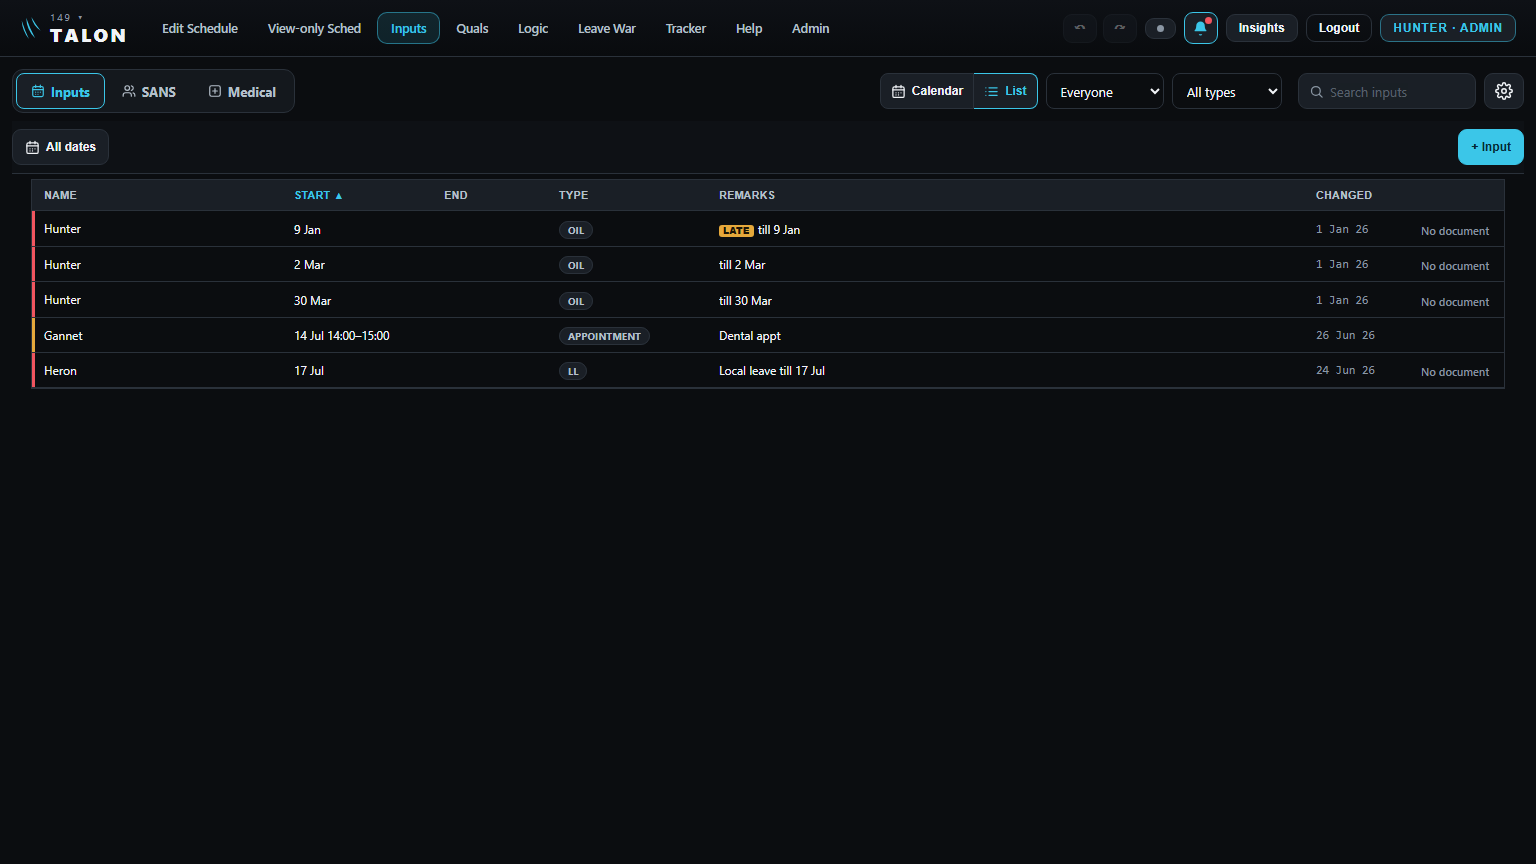 149 ▾
TALON
Edit Schedule
View-only Sched
Inputs
Quals
Logic
Leave War
Tracker
Help
Admin
Insights
Logout
HUNTER · ADMIN
Inputs
SANS
Medical
Calendar
List
Everyone
All types
Search inputs
All dates
+ Input
NAME START ▲ END TYPE REMARKS CHANGED
Hunter 9 Jan OIL LATE till 9 Jan 1 Jan 26 No document
Hunter 2 Mar OIL till 2 Mar 1 Jan 26 No document
Hunter 30 Mar OIL till 30 Mar 1 Jan 26 No document
Gannet 14 Jul 14:00–15:00 APPOINTMENT Dental appt 26 Jun 26
Heron 17 Jul LL Local leave till 17 Jul 24 Jun 26 No document